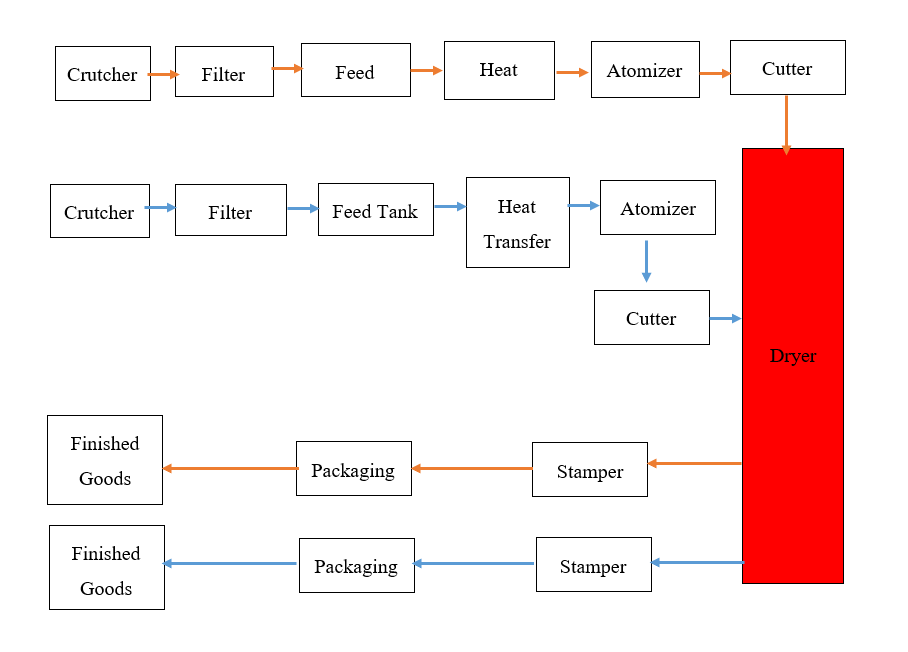 Crutcher
Filter
Feed
Heat
Atomizer
Cutter
Crutcher
Filter
Feed Tank
Heat
Transfer
Atomizer
Cutter
Dryer
Finished
Goods
Packaging
Stamper
Finished
Goods
Packaging
Stamper